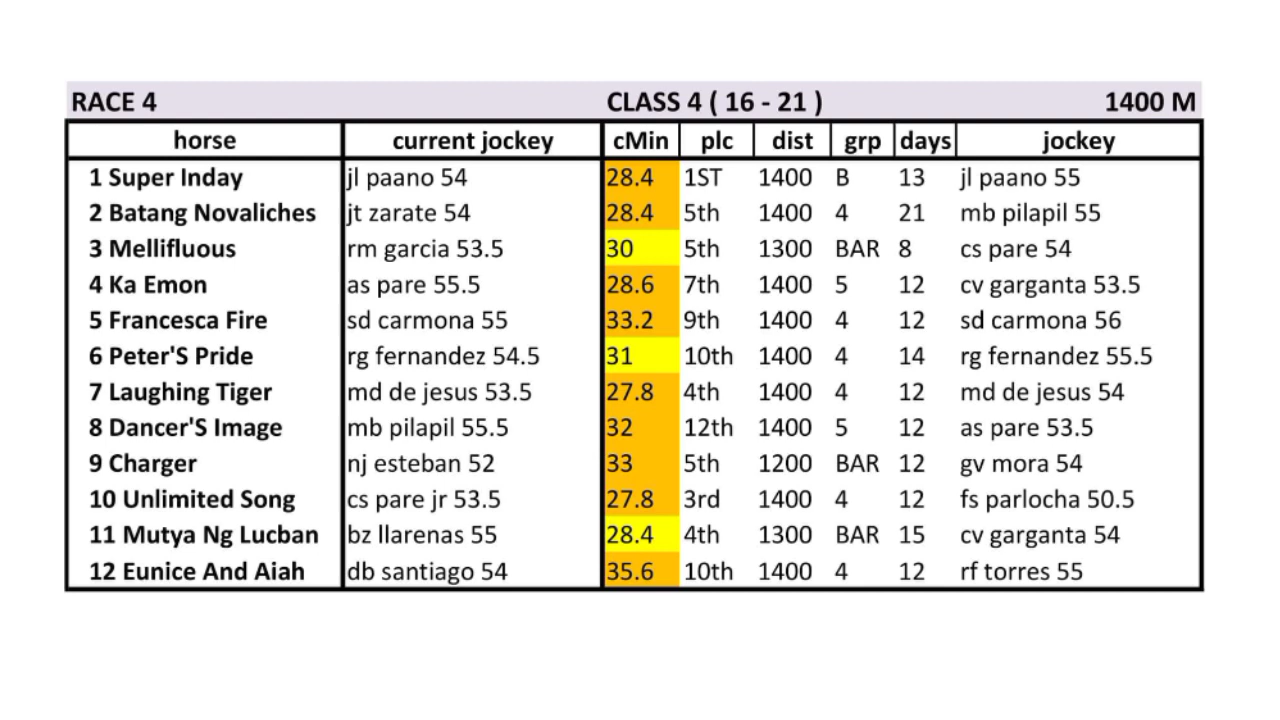 RACE 4 CLASS 4 ( 16 - 21 ) 1400 M
horse current jockey cMin plc dist grp days jockey
1 Super Inday jl paano 54 28.4 1ST 1400 B 13 jl paano 55
2 Batang Novaliches jt zarate 54 28.4 5th 1400 4 21 mb pilapil 55
3 Mellifluous rm garcia 53.5 30 5th 1300 BAR 8 cs pare 54
4 Ka Emon as pare 55.5 28.6 7th 1400 5 12 cv garganta 53.5
5 Francesca Fire sd carmona 55 33.2 9th 1400 4 12 sd carmona 56
6 Peter'S Pride rg fernandez 54.5 31 10th 1400 4 14 rg fernandez 55.5
7 Laughing Tiger md de jesus 53.5 27.8 4th 1400 4 12 md de jesus 54
8 Dancer'S Image mb pilapil 55.5 32 12th 1400 5 12 as pare 53.5
9 Charger nj esteban 52 33 5th 1200 BAR 12 gv mora 54
10 Unlimited Song cs pare jr 53.5 27.8 3rd 1400 4 12 fs parlocha 50.5
11 Mutya Ng Lucban bz llarenas 55 28.4 4th 1300 BAR 15 cv garganta 54
12 Eunice And Aiah db santiago 54 35.6 10th 1400 4 12 rf torres 55